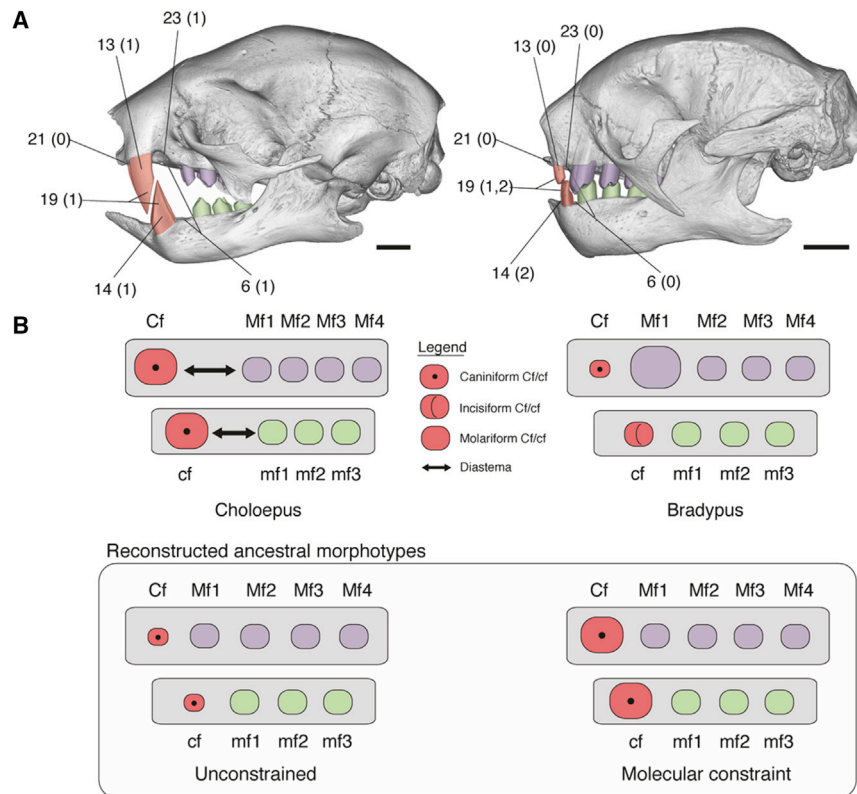 A
23 (1)
13 (1)
21 (0)
19 (1)
14 (1)
6 (1)
23 (0)
13 (0)
21 (0)
19 (1,2)
14 (2)
6 (0)
B
Cf Mf1 Mf2 Mf3 Mf4
cf mf1 mf2 mf3
Choloepus
Legend
Caniniform Cf/cf
Incisiform Cf/cf
Molariform Cf/cf
Diastema
Cf Mf1 Mf2 Mf3 Mf4
cf mf1 mf2 mf3
Bradypus
Reconstructed ancestral morphotypes
Cf Mf1 Mf2 Mf3 Mf4
cf mf1 mf2 mf3
Unconstrained
Cf Mf1 Mf2 Mf3 Mf4
cf mf1 mf2 mf3
Molecular constraint